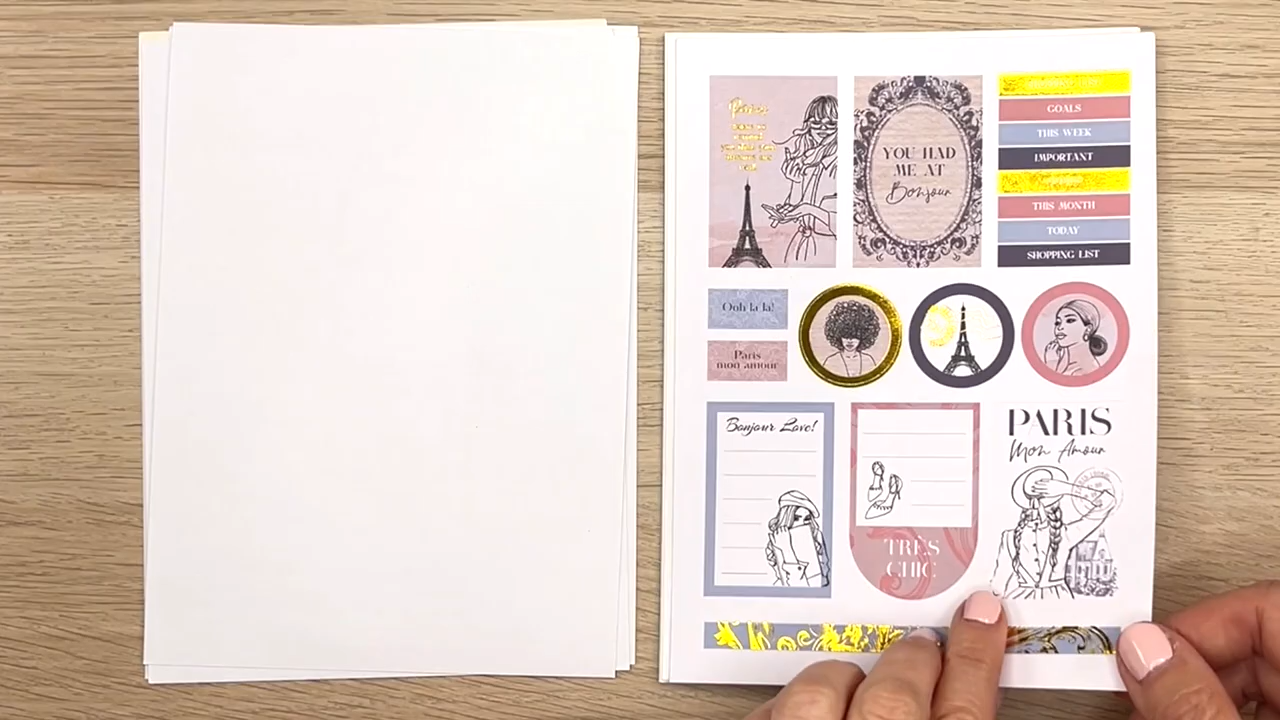 Paris
YOU HAD
ME AT
Bonjour
GOALS
THIS WEEK
IMPORTANT
THIS MONTH
TODAY
SHOPPING LIST
Ooh la la!
Paris
mon amour
Bonjour Love!
TRÈS
CHIC
PARIS
Mon Amour